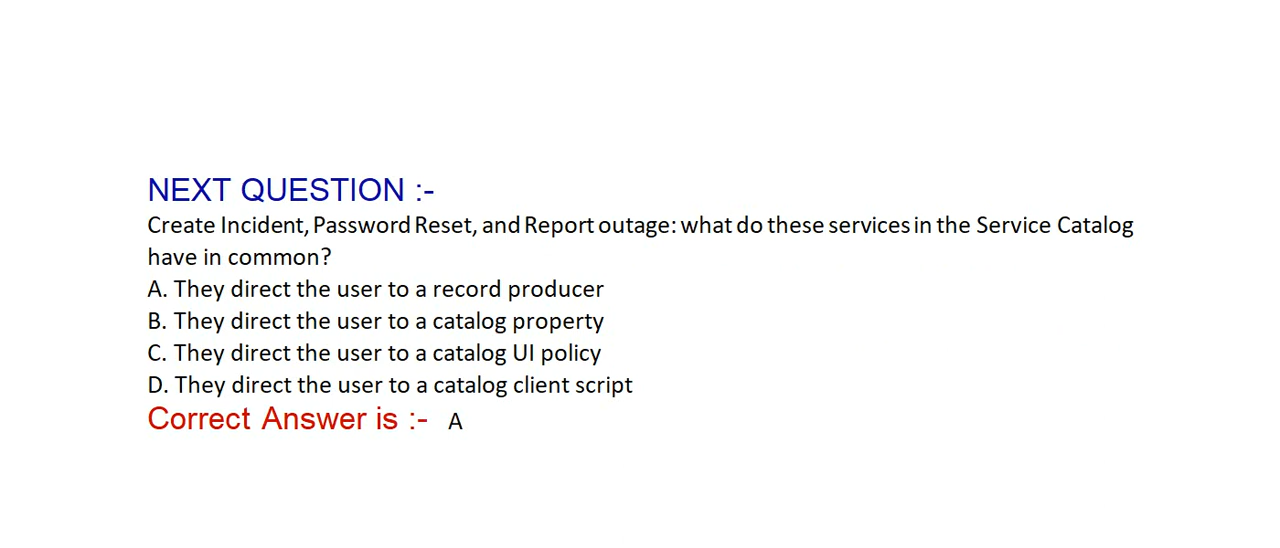 NEXT QUESTION :-
Create Incident, Password Reset, and Report outage: what do these services in the Service Catalog
have in common?
A. They direct the user to a record producer
B. They direct the user to a catalog property
C. They direct the user to a catalog UI policy
D. They direct the user to a catalog client script
Correct Answer is :- A